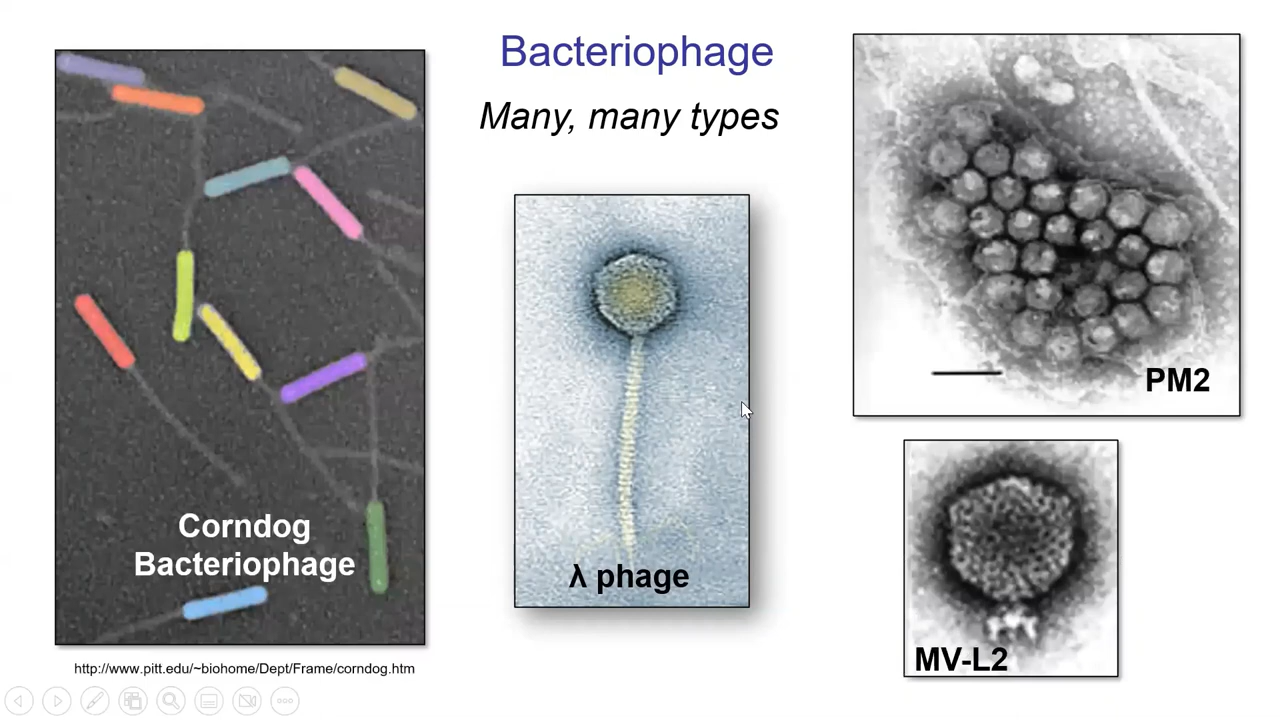 Bacteriophage
Many, many types
Corndog
Bacteriophage
http://www.pitt.edu/~biohome/Dept/Frame/corndog.htm
λ phage
PM2
MV-L2